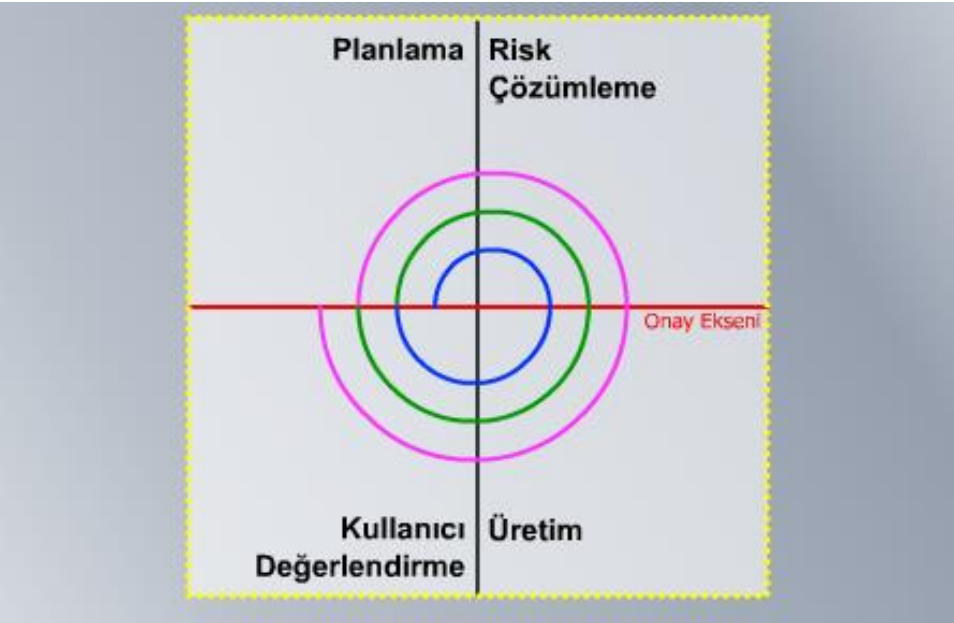 Planlama
Risk
Çözümleme
Onay Ekseni
Kullanıcı
Değerlendirme
Üretim